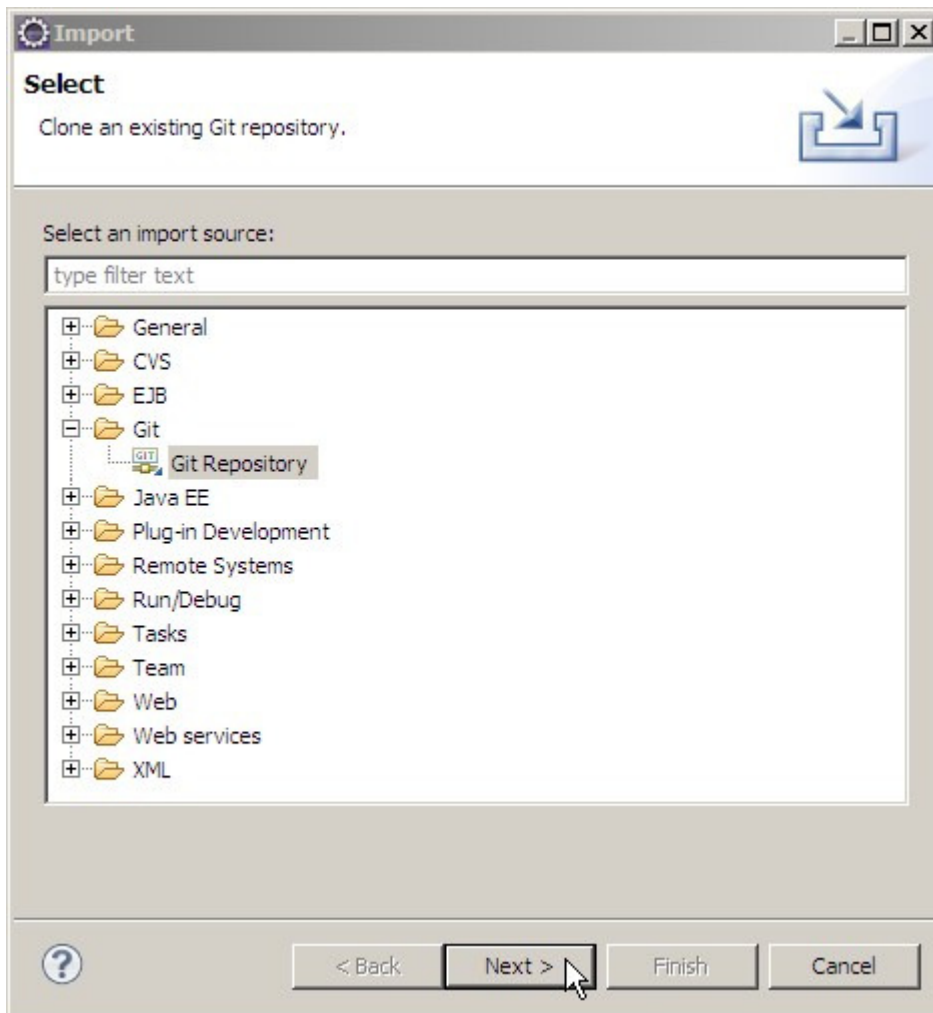 Import
Select
Clone an existing Git repository.
Select an import source:
type filter text
General
CVS
EJB
Git
GIT
Git Repository
Java EE
Plug-in Development
Remote Systems
Run/Debug
Tasks
Team
Web
Web services
XML
?
< Back Next > Finish Cancel